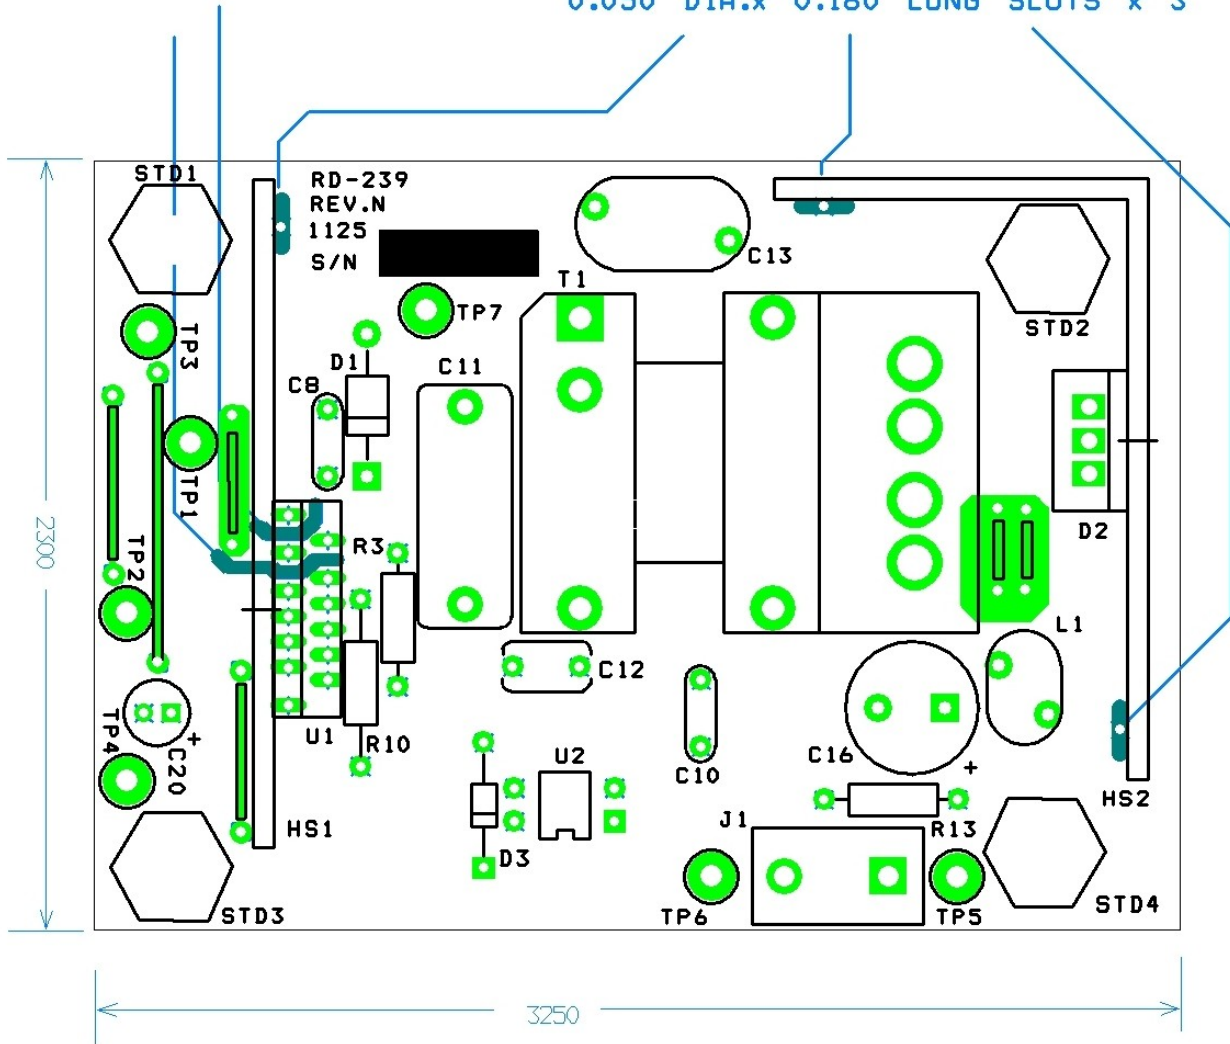 0.050 DIA.x 0.180 LONG SLOTS x 3
STD1
RD-239
REV.N
1125
S/N
C13
T1
TP7
STD2
TP3
D1
C11
C8
TP1
D2
2300
TP2
R3
L1
C12
U1
R10
TP4
+
C20
U2
C10
C16
+
HS2
HS1
J1
R13
D3
STD3
TP6
TP5
STD4
3250